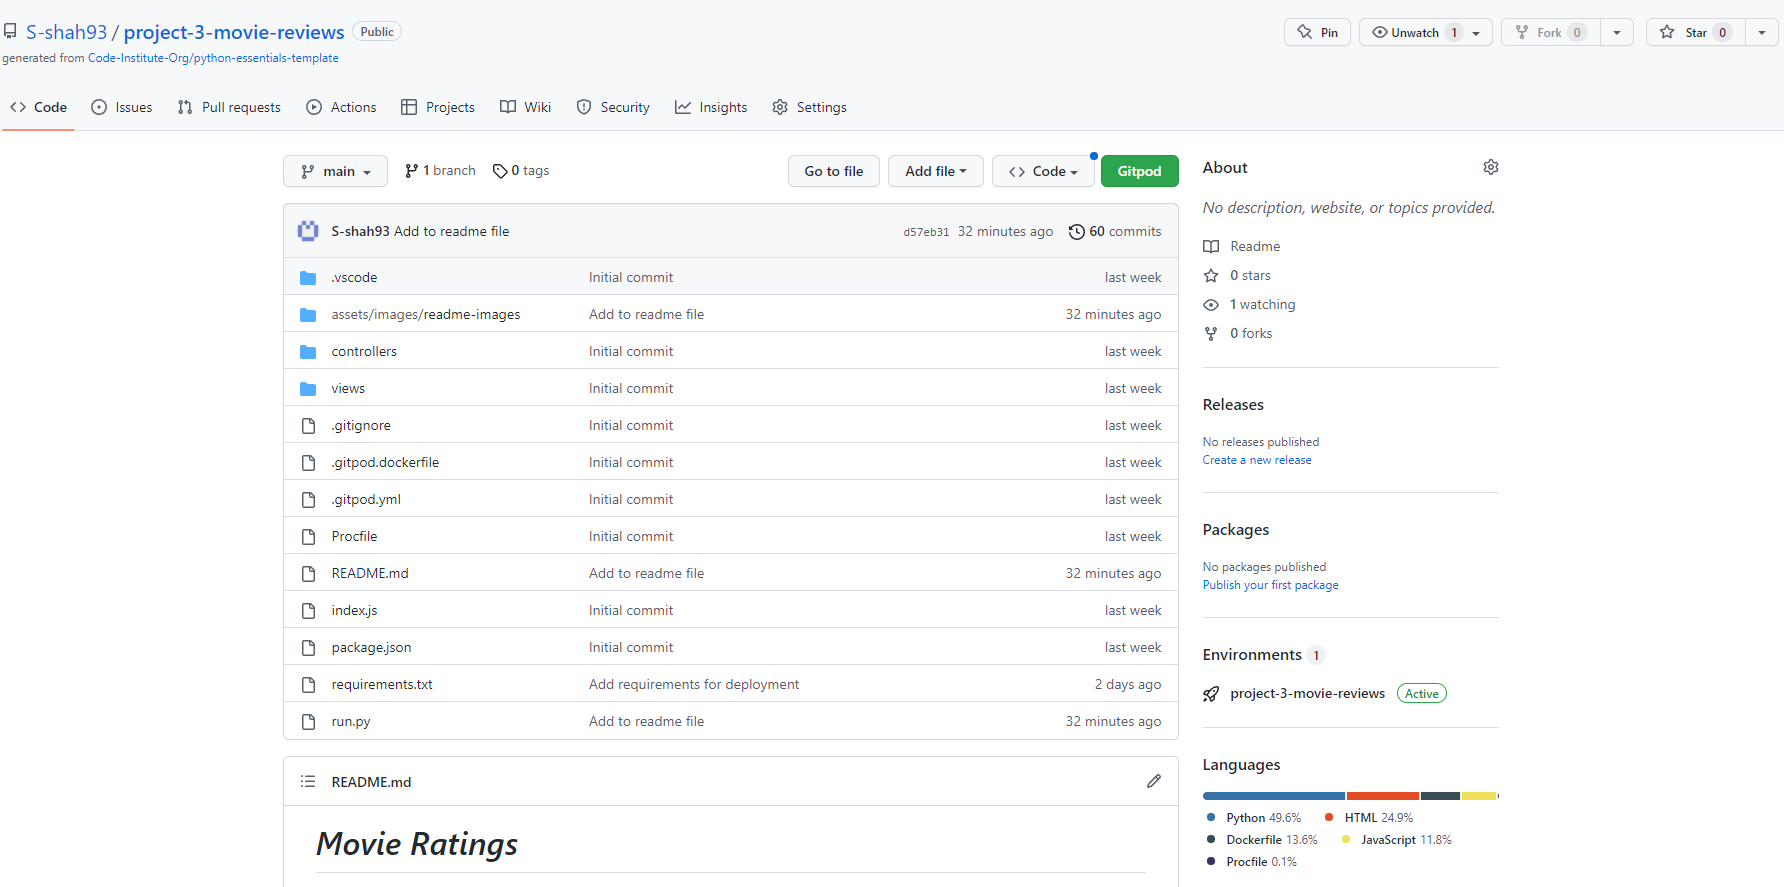 S-shah93 / project-3-movie-reviews Public
Pin Unwatch 1 Fork 0 Star 0
generated from Code-Institute-Org/python-essentials-template
Code Issues Pull requests Actions Projects Wiki Security Insights Settings
main 1 branch 0 tags Go to file Add file Code Gitpod
S-shah93 Add to readme file d57eb31 32 minutes ago 60 commits
.vscode Initial commit last week
assets/images/readme-images Add to readme file 32 minutes ago
controllers Initial commit last week
views Initial commit last week
.gitignore Initial commit last week
.gitpod.dockerfile Initial commit last week
.gitpod.yml Initial commit last week
Procfile Initial commit last week
README.md Add to readme file 32 minutes ago
index.js Initial commit last week
package.json Initial commit last week
requirements.txt Add requirements for deployment 2 days ago
run.py Add to readme file 32 minutes ago
README.md
Movie Ratings
About
No description, website, or topics provided.
Readme
0 stars
1 watching
0 forks
Releases
No releases published
Create a new release
Packages
No packages published
Publish your first package
Environments 1
project-3-movie-reviews Active
Languages
Python 49.6% HTML 24.9%
Dockerfile 13.6% JavaScript 11.8%
Procfile 0.1%